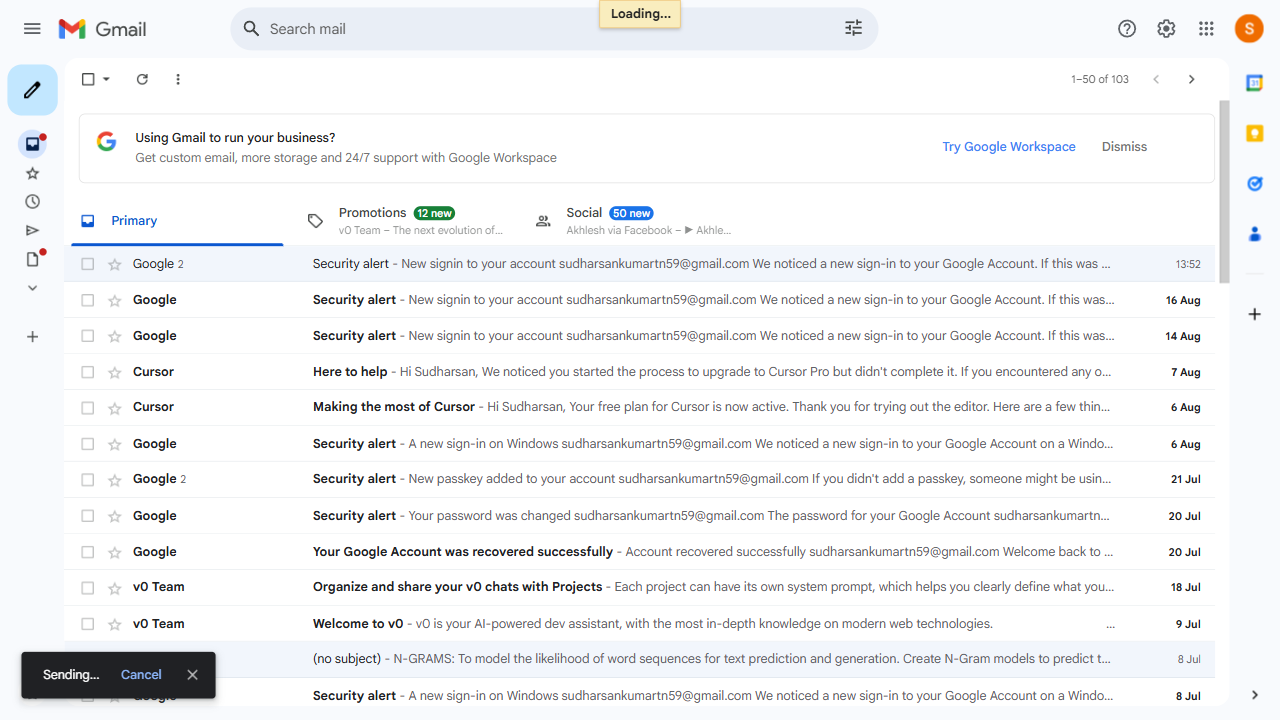 Loading...
Gmail
Search mail
S
1–50 of 103
Using Gmail to run your business?
Get custom email, more storage and 24/7 support with Google Workspace
Try Google Workspace
Dismiss
Primary
Promotions 12 new
v0 Team – The next evolution of...
Social 50 new
Akhlesh via Facebook – ▶ Akhle...
Google 2 Security alert - New signin to your account sudharsankumartn59@gmail.com We noticed a new sign-in to your Google Account. If this was ... 13:52
Google Security alert - New signin to your account sudharsankumartn59@gmail.com We noticed a new sign-in to your Google Account. If this was... 16 Aug
Google Security alert - New signin to your account sudharsankumartn59@gmail.com We noticed a new sign-in to your Google Account. If this was... 14 Aug
Cursor Here to help - Hi Sudharsan, We noticed you started the process to upgrade to Cursor Pro but didn't complete it. If you encountered any o... 7 Aug
Cursor Making the most of Cursor - Hi Sudharsan, Your free plan for Cursor is now active. Thank you for trying out the editor. Here are a few thin... 6 Aug
Google Security alert - A new sign-in on Windows sudharsankumartn59@gmail.com We noticed a new sign-in to your Google Account on a Windo... 6 Aug
Google 2 Security alert - New passkey added to your account sudharsankumartn59@gmail.com If you didn't add a passkey, someone might be usin... 21 Jul
Google Security alert - Your password was changed sudharsankumartn59@gmail.com The password for your Google Account sudharsankumartn... 20 Jul
Google Your Google Account was recovered successfully - Account recovered successfully sudharsankumartn59@gmail.com Welcome back to ... 20 Jul
v0 Team Organize and share your v0 chats with Projects - Each project can have its own system prompt, which helps you clearly define what you... 18 Jul
v0 Team Welcome to v0 - v0 is your AI-powered dev assistant, with the most in-depth knowledge on modern web technologies. ... 9 Jul
(no subject) - N-GRAMS: To model the likelihood of word sequences for text prediction and generation. Create N-Gram models to predict t... 8 Jul
Sending... Cancel
Security alert - A new sign-in on Windows sudharsankumartn59@gmail.com We noticed a new sign-in to your Google Account on a Windo... 8 Jul